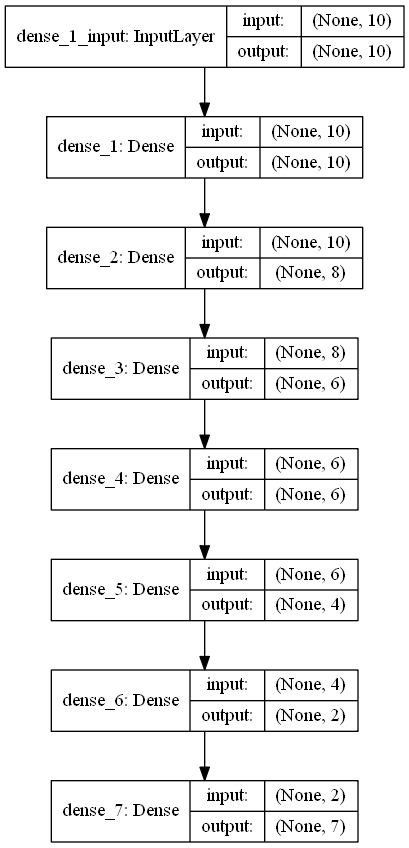 dense_1_input: InputLayer
input: (None, 10)
output: (None, 10)
dense_1: Dense
input: (None, 10)
output: (None, 10)
dense_2: Dense
input: (None, 10)
output: (None, 8)
dense_3: Dense
input: (None, 8)
output: (None, 6)
dense_4: Dense
input: (None, 6)
output: (None, 6)
dense_5: Dense
input: (None, 6)
output: (None, 4)
dense_6: Dense
input: (None, 4)
output: (None, 2)
dense_7: Dense
input: (None, 2)
output: (None, 7)